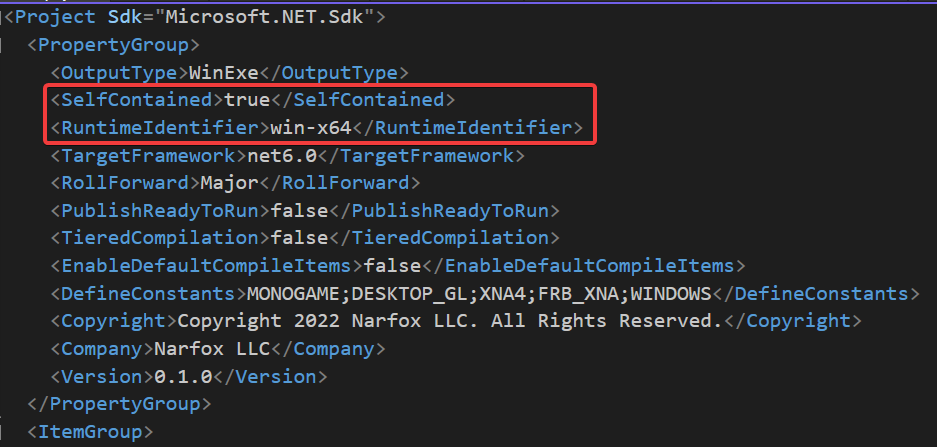 <Project Sdk="Microsoft.NET.Sdk">
<PropertyGroup>
<OutputType>WinExe</OutputType>
<SelfContained>true</SelfContained>
<RuntimeIdentifier>win-x64</RuntimeIdentifier>
<TargetFramework>net6.0</TargetFramework>
<RollForward>Major</RollForward>
<PublishReadyToRun>false</PublishReadyToRun>
<TieredCompilation>false</TieredCompilation>
<EnableDefaultCompileItems>false</EnableDefaultCompileItems>
<DefineConstants>MONOGAME;DESKTOP_GL;XNA4;FRB_XNA;WINDOWS</DefineConstants>
<Copyright>Copyright 2022 Narfox LLC. All Rights Reserved.</Copyright>
<Company>Narfox LLC</Company>
<Version>0.1.0</Version>
</PropertyGroup>
<ItemGroup>